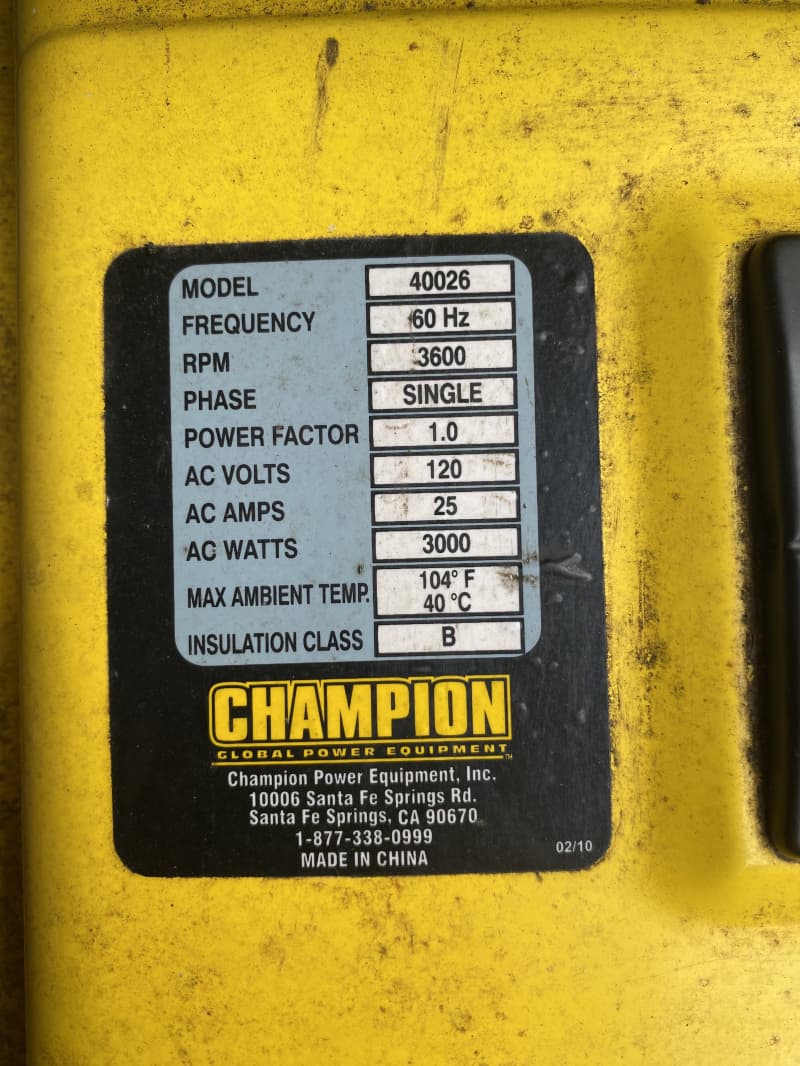 MODEL 40026
FREQUENCY 60 Hz
RPM 3600
PHASE SINGLE
POWER FACTOR 1.0
AC VOLTS 120
AC AMPS 25
AC WATTS 3000
MAX AMBIENT TEMP. 104° F
40 °C
INSULATION CLASS B
CHAMPION
GLOBAL POWER EQUIPMENT™
Champion Power Equipment, Inc.
10006 Santa Fe Springs Rd.
Santa Fe Springs, CA 90670
1-877-338-0999
MADE IN CHINA
02/10